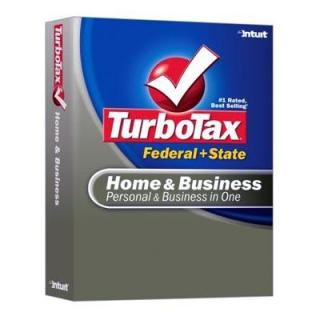 intuit
#1 Rated,
Best Selling*
TurboTax
Federal + State
Home & Business
Personal & Business in One
TurboTax
Home & Business
intuit